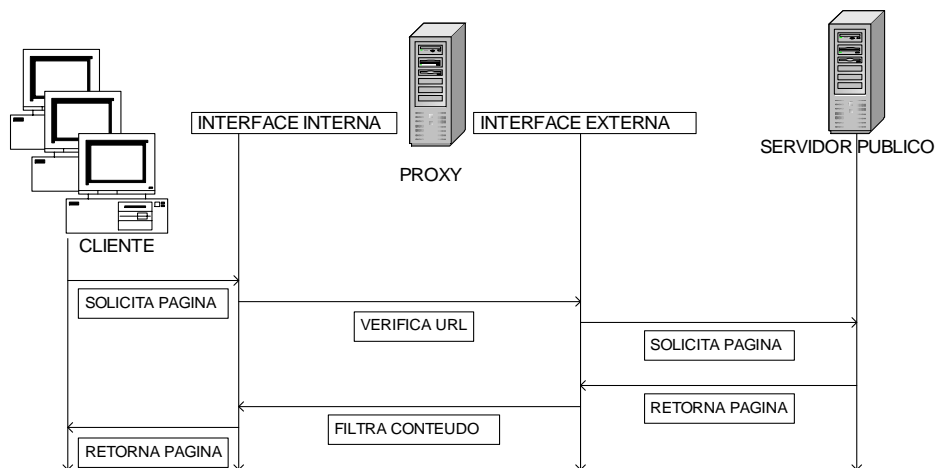 INTERFACE INTERNA
INTERFACE EXTERNA
PROXY
SERVIDOR PUBLICO
CLIENTE
SOLICITA PAGINA
VERIFICA URL
SOLICITA PAGINA
RETORNA PAGINA
FILTRA CONTEUDO
RETORNA PAGINA